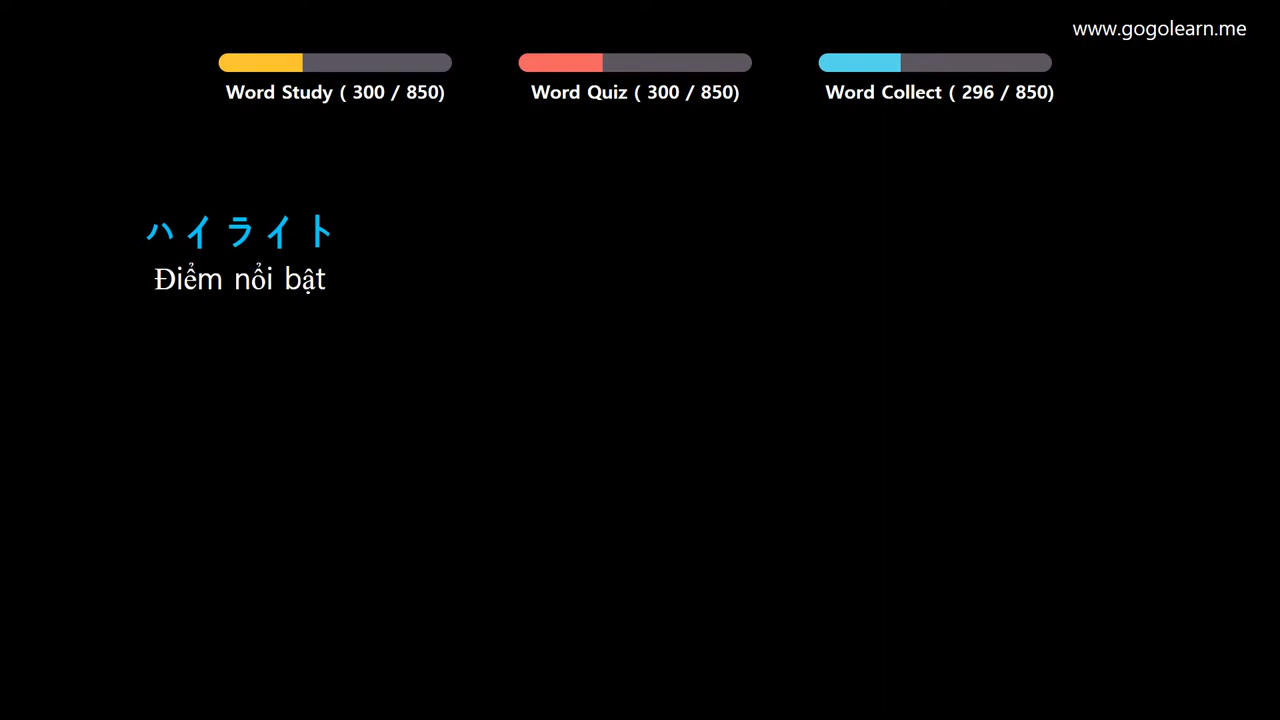 www.gogolearn.me
Word Study ( 300 / 850)
Word Quiz ( 300 / 850)
Word Collect ( 296 / 850)
ハイライト
Điểm nổi bật